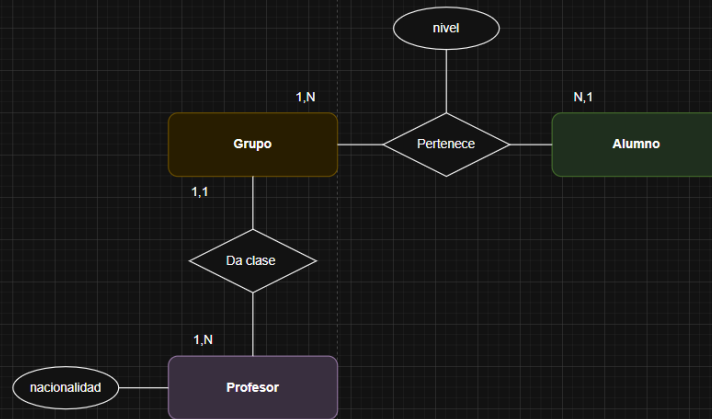 nivel
1,N
N,1
Grupo
Pertenece
Alumno
1,1
Da clase
1,N
nacionalidad
Profesor